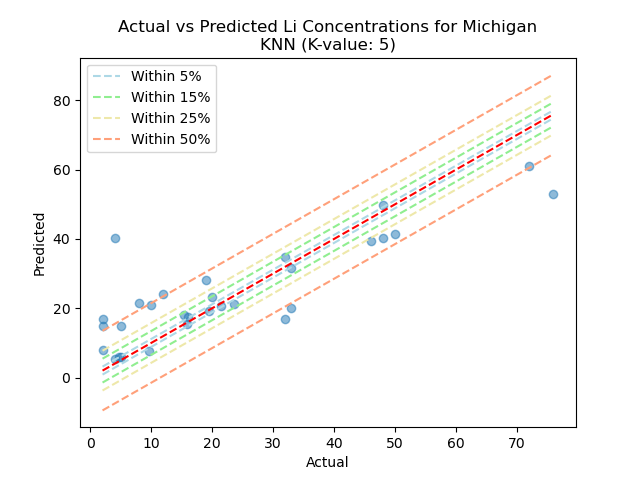 Actual vs Predicted Li Concentrations for Michigan
KNN (K-value: 5)
Within 5%
Within 15%
Within 25%
Within 50%
Predicted
80
60
40
20
0
0 10 20 30 40 50 60 70
Actual